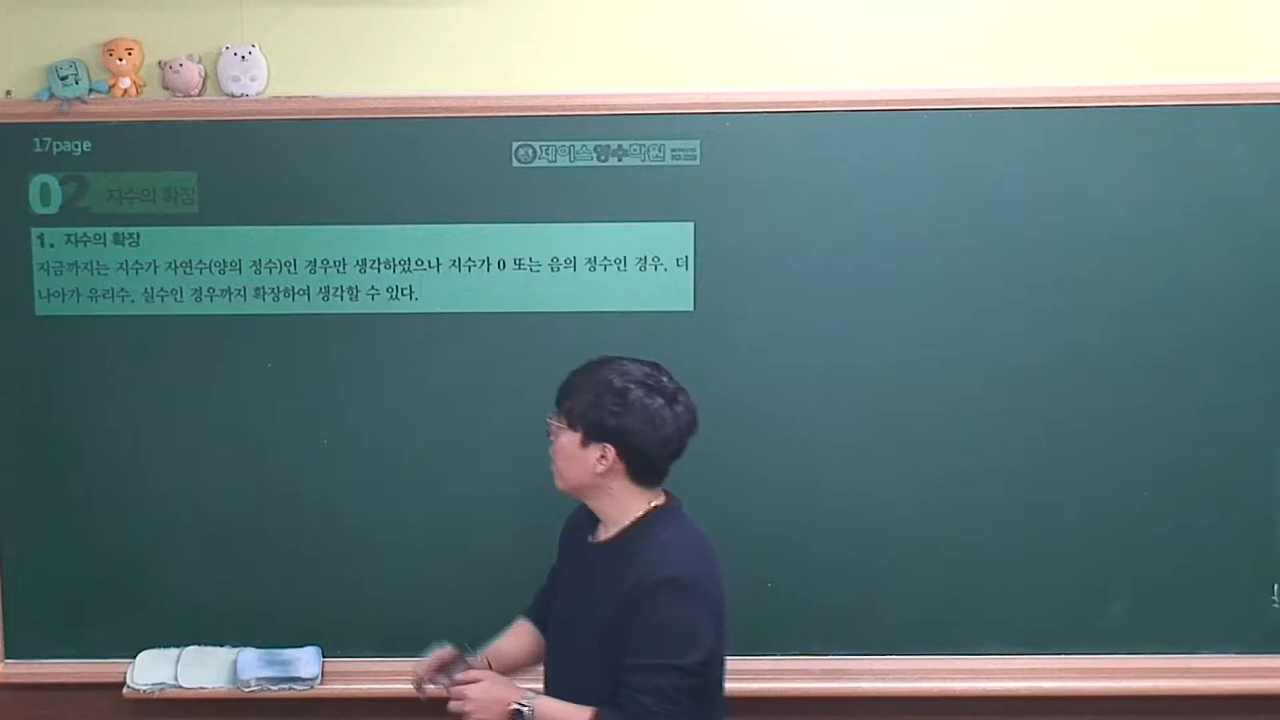 17page
제이스영수학원
02 지수의 확장
1. 지수의 확장
지금까지는 지수가 자연수(양의 정수)인 경우만 생각하였으나 지수가 0 또는 음의 정수인 경우, 더
나아가 유리수, 실수인 경우까지 확장하여 생각할 수 있다.